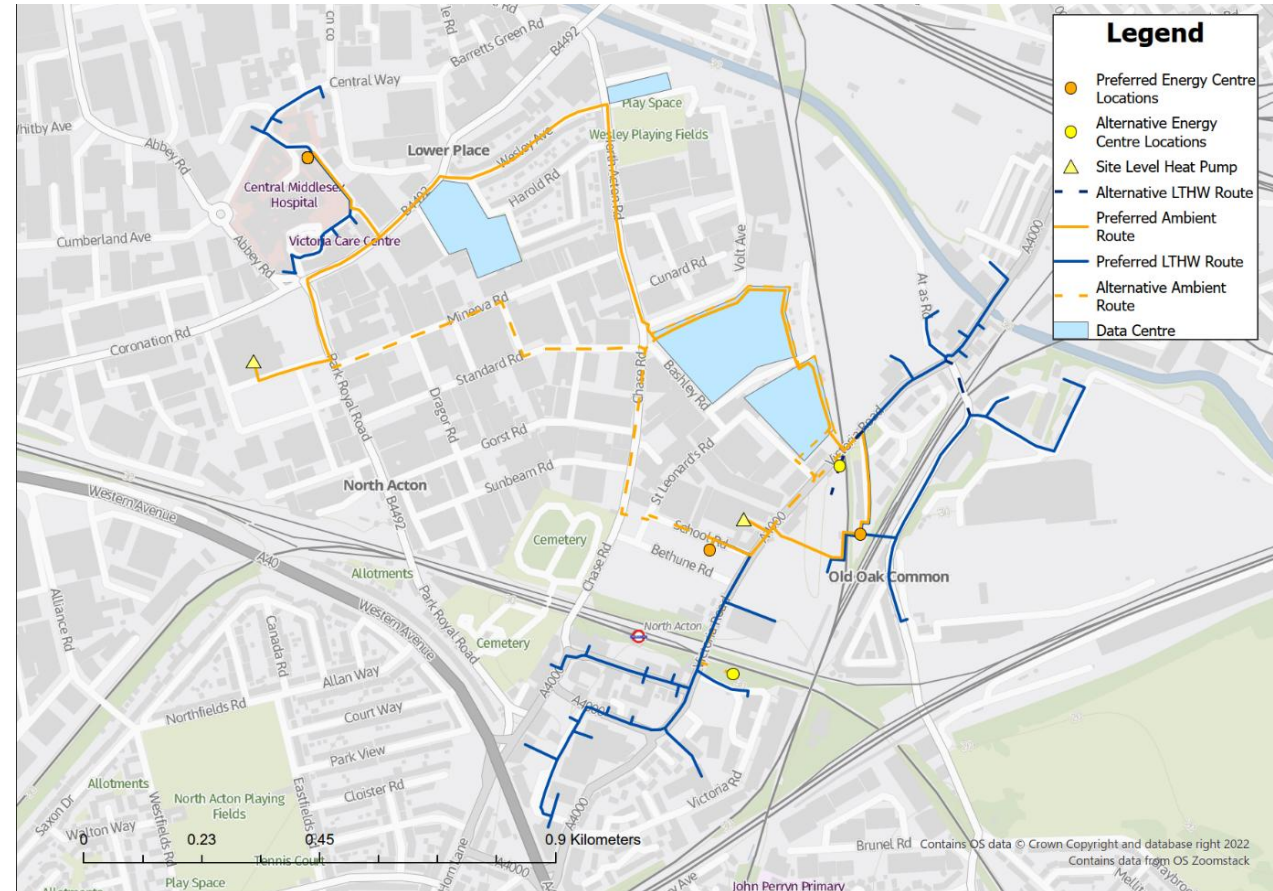 Legend
Preferred Energy Centre
Locations
Alternative Energy
Centre Locations
Site Level Heat Pump
Alternative LTHW Route
Preferred Ambient
Route
Preferred LTHW Route
Alternative Ambient
Route
Data Centre
Barretts Green Rd
B4492
Central Way
Whitby Ave
Abbey Rd
Lower Place
Play Space
Wesley Playing Fields
Wesley Ave
Harold Rd
North Acton Rd
Central Middlesex
Hospital
B4492
Victoria Care Centre
Cumberland Ave
Abbey Rd
Volt Ave
Cunard Rd
A4000
Minerva Rd
Coronation Rd
Standard Rd
Chase Rd
Bashley Rd
Park Royal Road
Dragor Rd
Gorst Rd
Victoria Road
St Leonard's Rd
Sunbeam Rd
North Acton
Western Avenue
B4492
A40
Cemetery
School Rd
Bethune Rd
A4000
Old Oak Common
Chase Rd
Allotments
Alliance Rd
Western Avenue
Park Royal Road
Canada Rd
Cemetery
North Acton
Victoria Road
Allan Way
A4000
Northfields Rd
Court Way
A4000
Park View
Allotments
Saxon Dr
Cloister Rd
Victoria Rd
North Acton Playing
Fields
Westfields Rd
Walton Way
A4000
0
0.23
0.45
0.9 Kilometers
Tennis Court
Horn Lane
A4000
Play Space
Brunel Rd
Contains OS data © Crown Copyright and database right 2022
Contains data from OS Zoomstack
John Perryn Primary